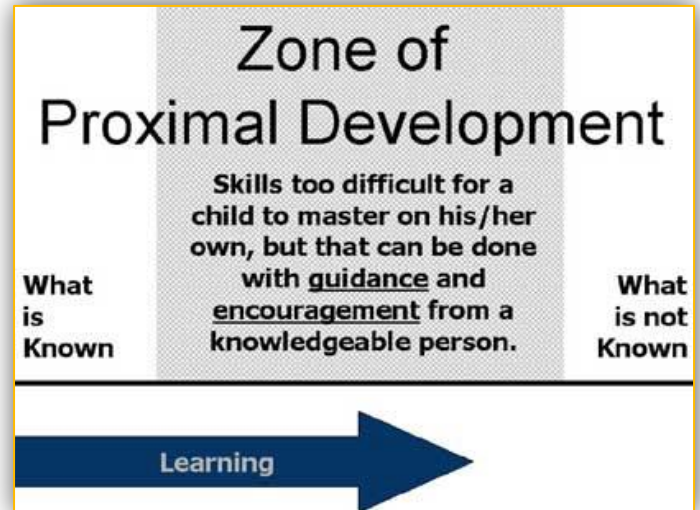 Zone of
Proximal Development
Skills too difficult for a
child to master on his/her
own, but that can be done
with guidance and
encouragement from a
knowledgeable person.
What
is
Known
What
is not
Known
Learning